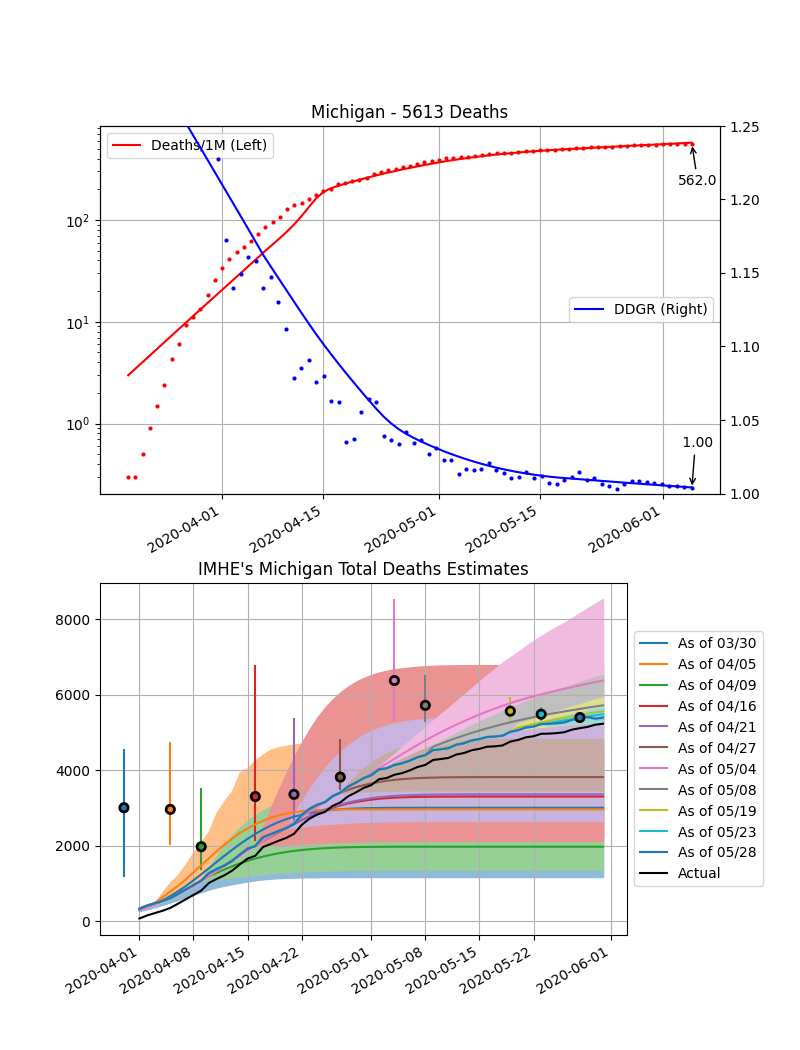 Michigan - 5613 Deaths
Deaths/1M (Left)
DDGR (Right)
562.0
1.00
10²
10¹
10⁰
1.25
1.20
1.15
1.10
1.05
1.00
2020-04-01
2020-04-15
2020-05-01
2020-05-15
2020-06-01
IMHE's Michigan Total Deaths Estimates
8000
6000
4000
2000
0
2020-04-01
2020-04-08
2020-04-15
2020-04-22
2020-05-01
2020-05-08
2020-05-15
2020-05-22
2020-06-01
As of 03/30
As of 04/05
As of 04/09
As of 04/16
As of 04/21
As of 04/27
As of 05/04
As of 05/08
As of 05/19
As of 05/23
As of 05/28
Actual